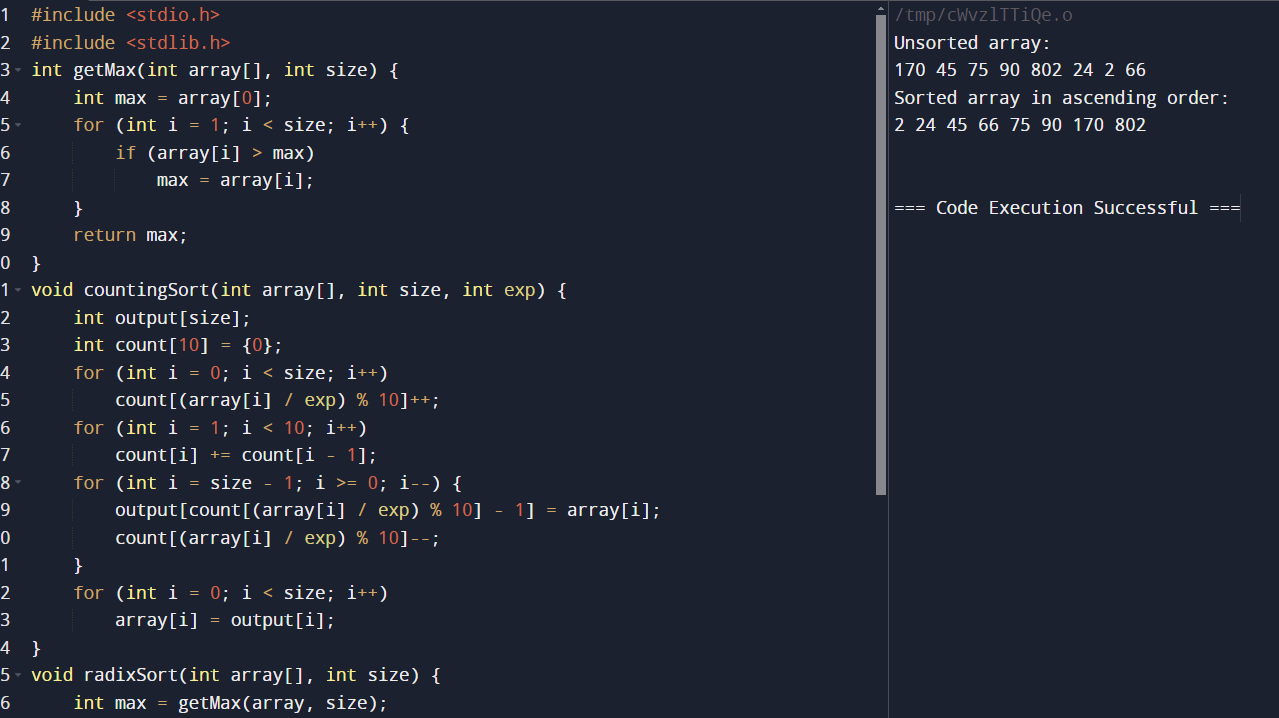 1 #include <stdio.h>
2 #include <stdlib.h>
3 int getMax(int array[], int size) {
4     int max = array[0];
5     for (int i = 1; i < size; i++) {
6         if (array[i] > max)
7             max = array[i];
8     }
9     return max;
0 }
1 void countingSort(int array[], int size, int exp) {
2     int output[size];
3     int count[10] = {0};
4     for (int i = 0; i < size; i++)
5         count[(array[i] / exp) % 10]++;
6     for (int i = 1; i < 10; i++)
7         count[i] += count[i - 1];
8     for (int i = size - 1; i >= 0; i--) {
9         output[count[(array[i] / exp) % 10] - 1] = array[i];
0         count[(array[i] / exp) % 10]--;
1     }
2     for (int i = 0; i < size; i++)
3         array[i] = output[i];
4 }
5 void radixSort(int array[], int size) {
6     int max = getMax(array, size);
/tmp/cWvzlTTiQe.o
Unsorted array:
170 45 75 90 802 24 2 66
Sorted array in ascending order:
2 24 45 66 75 90 170 802
=== Code Execution Successful ===